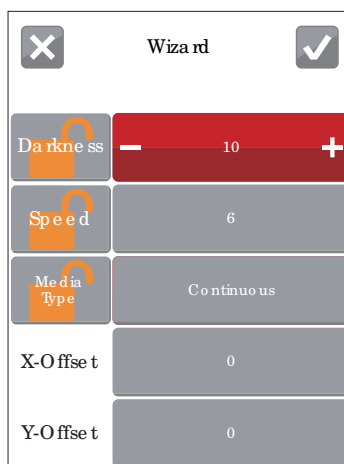 Wizard
Darkness
10
Speed
6
Media
Type
Continuous
X-Offset
0
Y-Offset
0